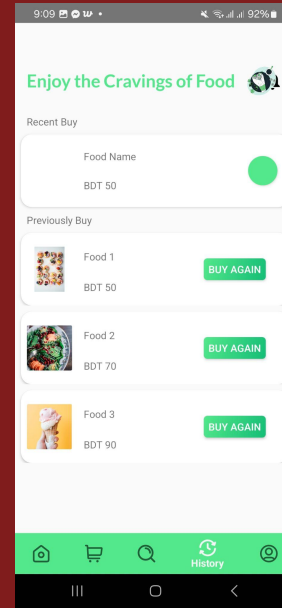 9:09
92%
Enjoy the Cravings of Food
Recent Buy
Food Name
BDT 50
Previously Buy
Food 1
BDT 50
BUY AGAIN
Food 2
BDT 70
BUY AGAIN
Food 3
BDT 90
BUY AGAIN
History